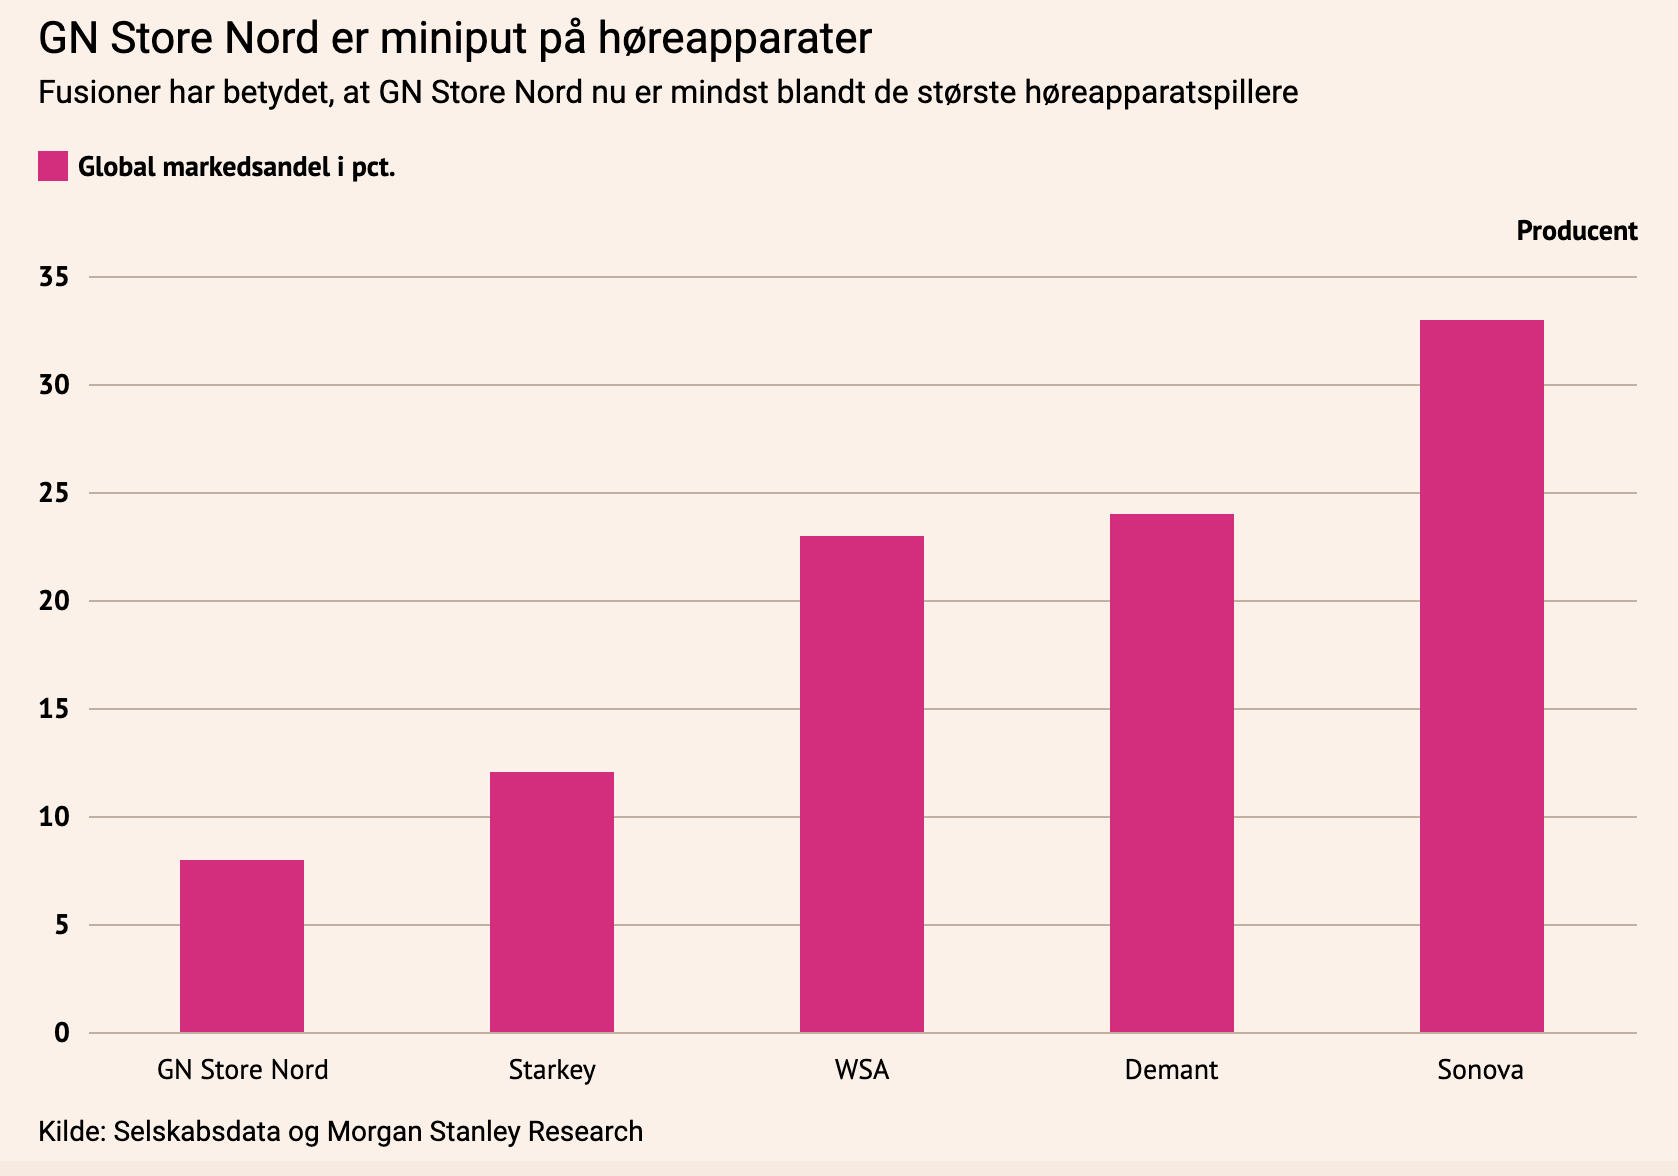 GN Store Nord er miniput på høreapparater
Fusioner har betydet, at GN Store Nord nu er mindst blandt de største høreapparatspillere
Global markedsandel i pct.
Producent
35
30
25
20
15
10
5
0
GN Store Nord Starkey WSA Demant Sonova
Kilde: Selskabsdata og Morgan Stanley Research